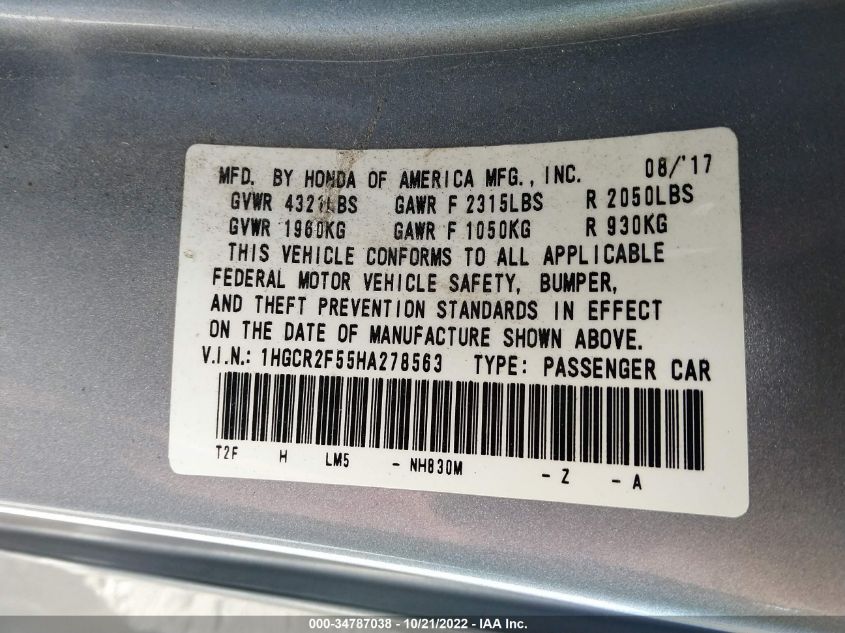 MFD. BY HONDA OF AMERICA MFG., INC. 08/'17
GVWR 4321LBS GAWR F 2315LBS R 2050LBS
GVWR 1960KG GAWR F 1050KG R 930KG
THIS VEHICLE CONFORMS TO ALL APPLICABLE
FEDERAL MOTOR VEHICLE SAFETY, BUMPER,
AND THEFT PREVENTION STANDARDS IN EFFECT
ON THE DATE OF MANUFACTURE SHOWN ABOVE.
V.I.N.: 1HGCR2F55HA278563 TYPE: PASSENGER CAR
T2F H LM5 - NH830M - Z - A
000-34787038 - 10/21/2022 - IAA Inc.